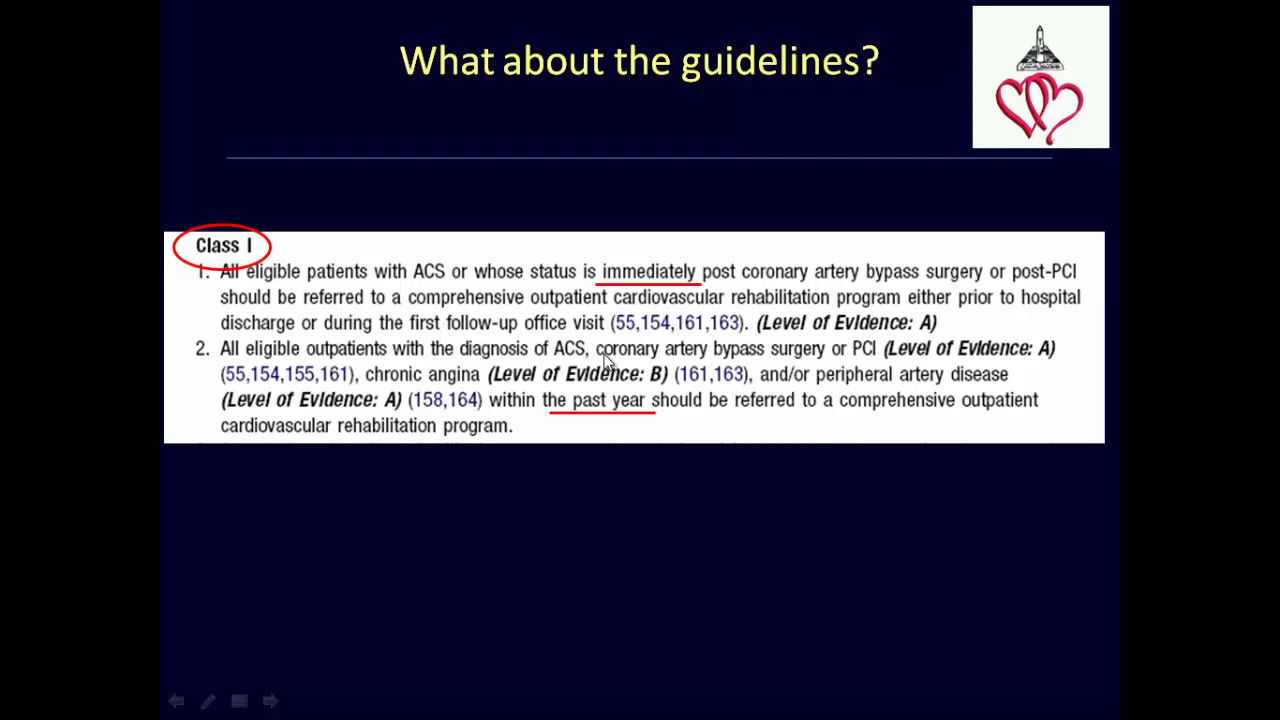 What about the guidelines?
Class I
1. All eligible patients with ACS or whose status is immediately post coronary artery bypass surgery or post-PCI
should be referred to a comprehensive outpatient cardiovascular rehabilitation program either prior to hospital
discharge or during the first follow-up office visit (55,154,161,163). (Level of Evidence: A)
2. All eligible outpatients with the diagnosis of ACS, coronary artery bypass surgery or PCI (Level of Evidence: A)
(55,154,155,161), chronic angina (Level of Evidence: B) (161,163), and/or peripheral artery disease
(Level of Evidence: A) (158,164) within the past year should be referred to a comprehensive outpatient
cardiovascular rehabilitation program.